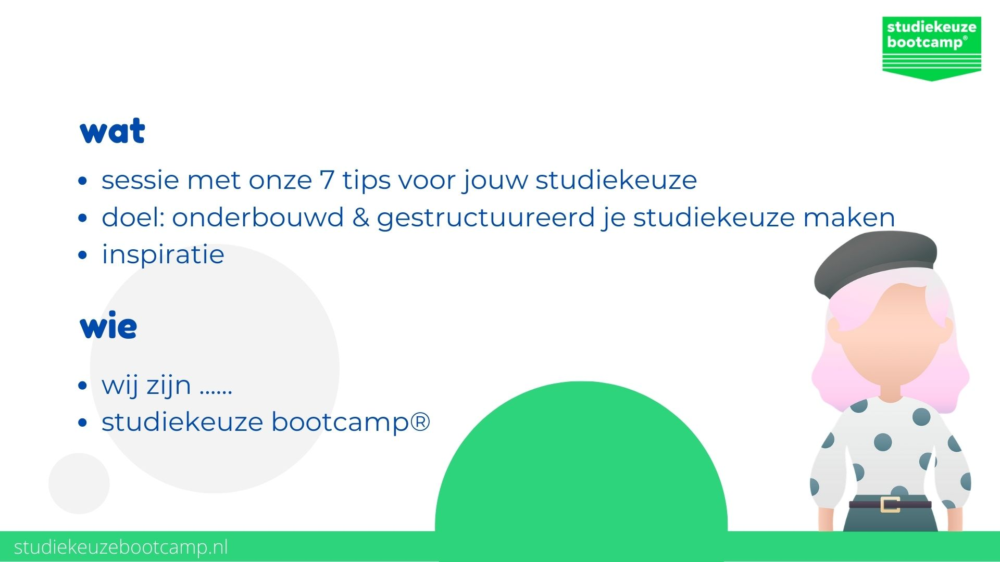 studiekeuze
bootcamp®
wat
• sessie met onze 7 tips voor jouw studiekeuze
• doel: onderbouwd & gestructuureerd je studiekeuze maken
• inspiratie
wie
• wij zijn ......
• studiekeuze bootcamp®
studiekeuzebootcamp.nl